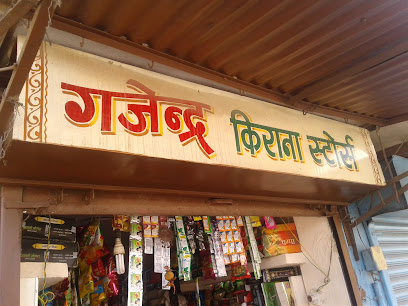 गजेन्द्र किराना स्टोर्स